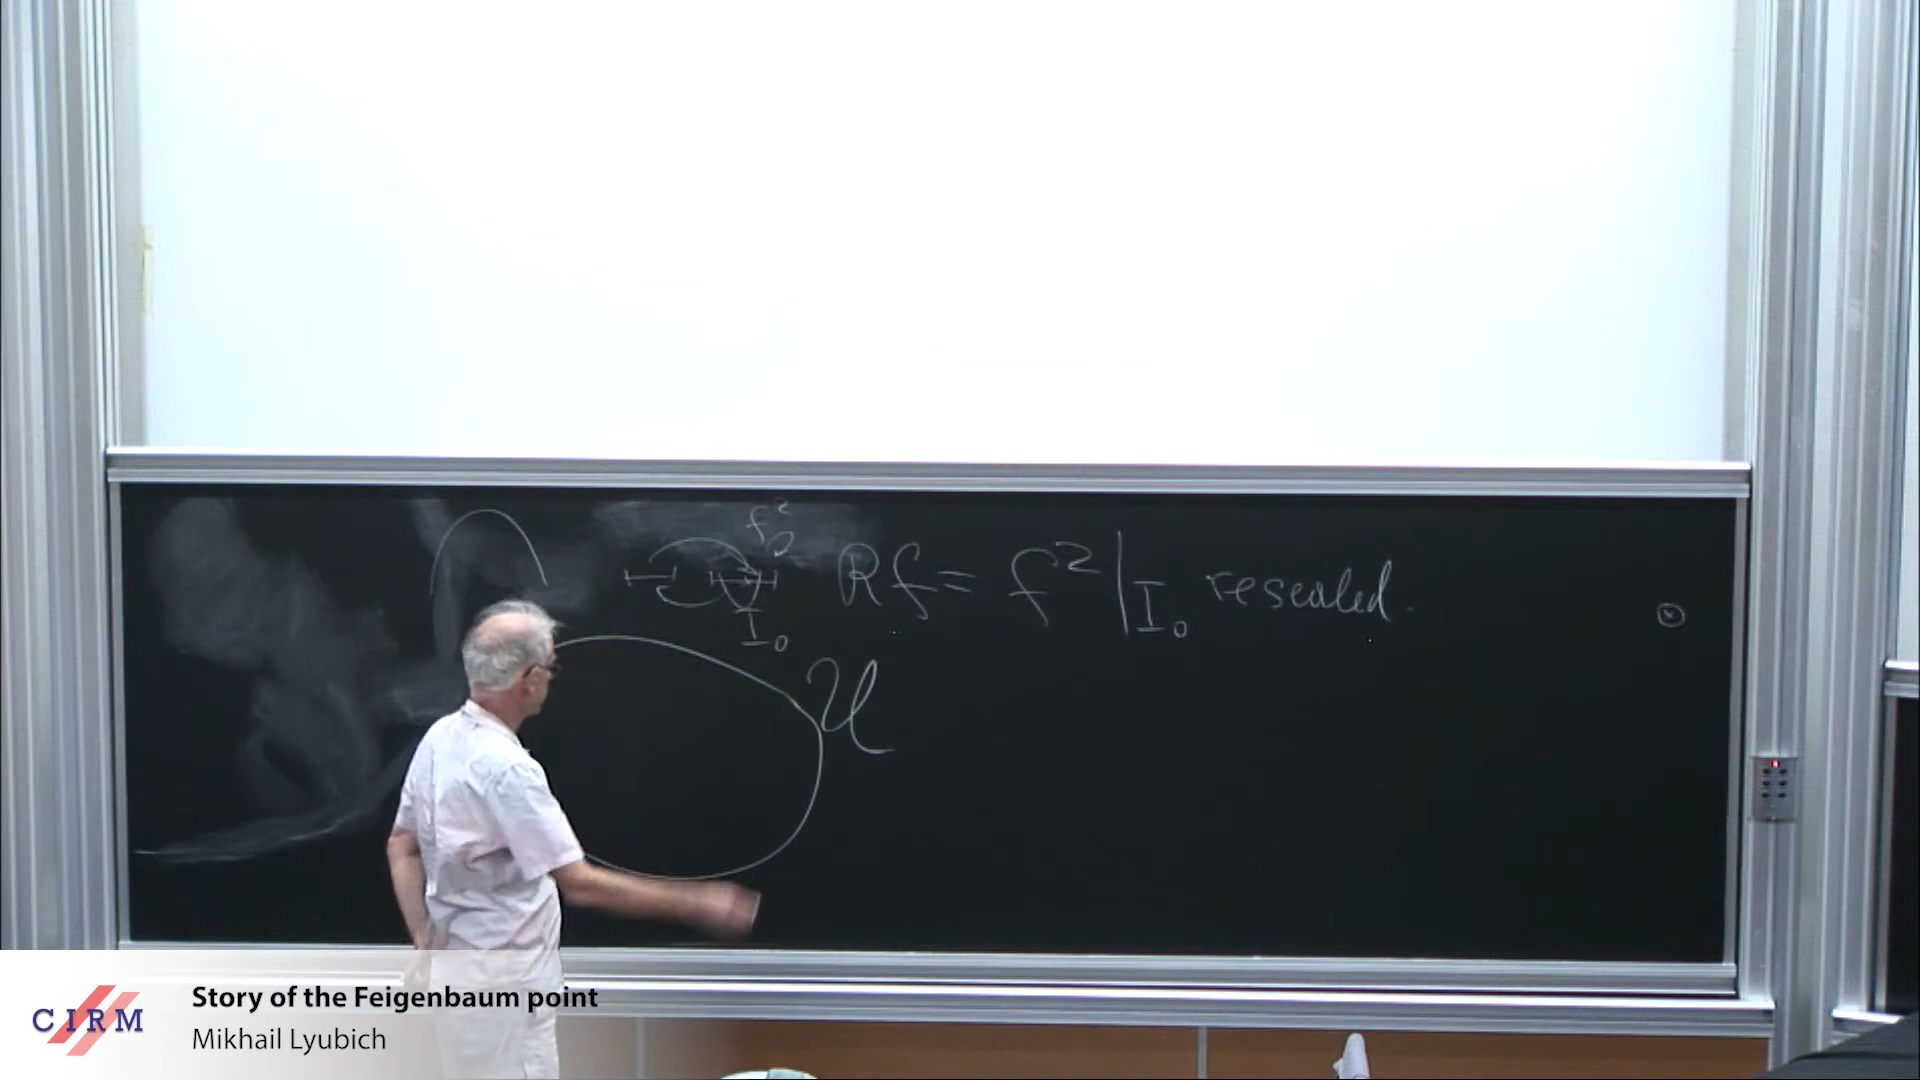 f²
Rf = f²|I₀ rescaled.
I₀
U
CIRM
Story of the Feigenbaum point
Mikhail Lyubich